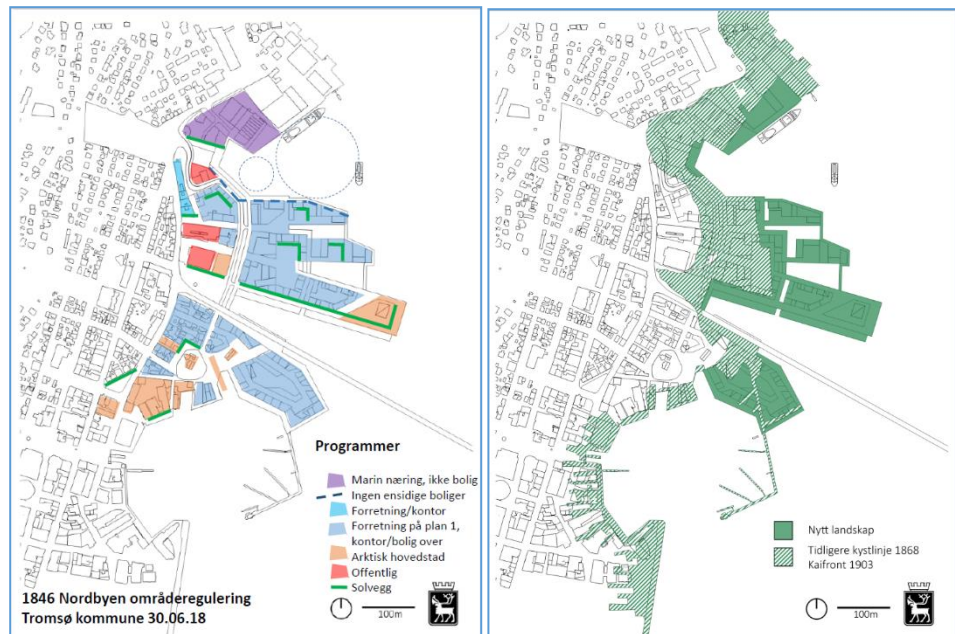 Programmer
Marin næring, ikke bolig
Ingen ensidige boliger
Forretning/kontor
Forretning på plan 1,
kontor/bolig over
Arktisk hovedstad
Offentlig
Solvegg
1846 Nordbyen områderegulering
Tromsø kommune 30.06.18
100m
Nytt landskap
Tidligere kystlinje 1868
Kaifront 1903
100m